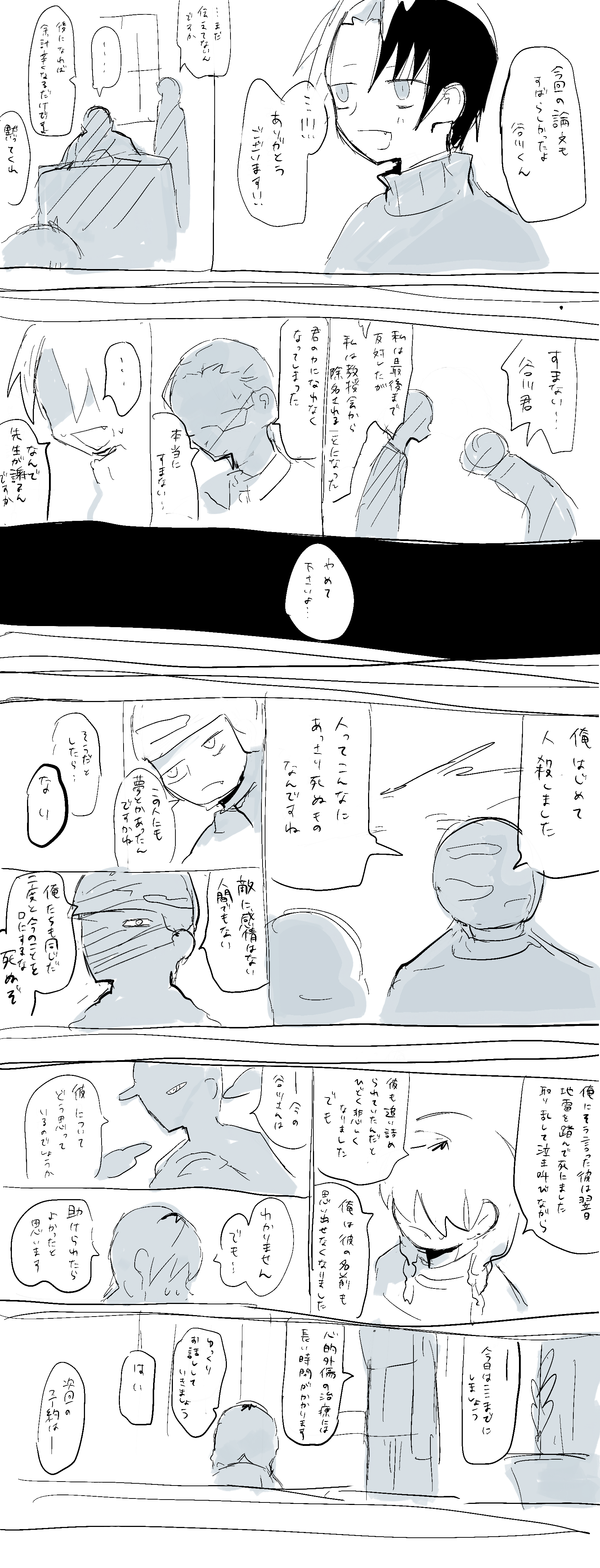 今回の論文も
すばらしかったよ
谷川くん
…!!!
ありがとう
ございます!!
…まだ
伝えてないん
ですか
…
後になれば
余計辛くなるだけです
黙ってくれ
すまない…
谷川君
私は最後まで
反対したが
私は教授会から
除名されることになった
君の力になれなく
なってしまった
本当に
すまない…
…
なんで
先生が謝るん
ですか
やめて
下さいよ…
俺はじめて
人殺しました
人ってこんなに
あっさり死ぬもの
なんですね
この人にも
夢とかあったん
ですかね
そうだと
したら…
ない
敵に感情はない
人間でもない
俺たちも同じだ
二度と今のことを
口にするな
死ぬぞ
俺にそう言った彼は翌日
地雷を踏んで死にました
取り乱して泣き叫びながら
彼も追い詰め
られていたんだと
ひどく悲しく
なりました
でも
俺は彼の名前も
思い出せなくなりました
―今の
谷川さんは
彼について
どう思って
いるのでしょうか
わかりません
でも…
助けられたら
よかったと
思います
―今日はここまでに
しましょう
心的外傷の治療には
長い時間がかかります
ゆっくり
お話しして
いきましょう
はい
次回の
予約は―